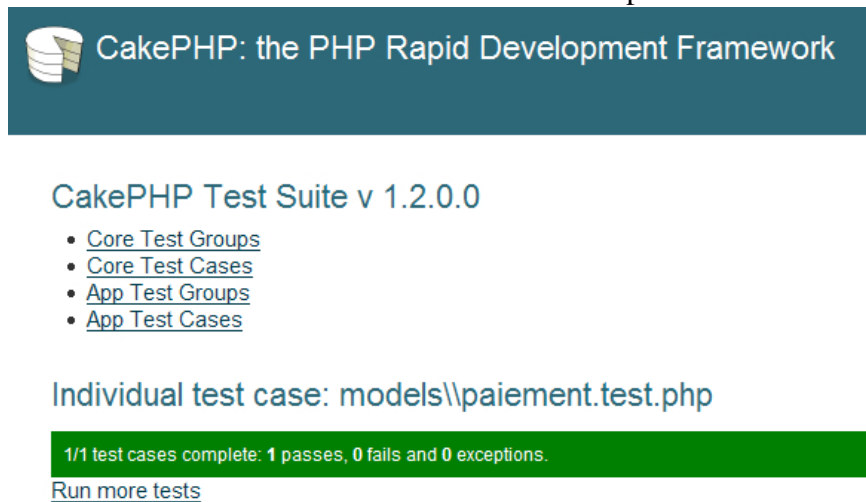 CakePHP: the PHP Rapid Development Framework
CakePHP Test Suite v 1.2.0.0
Core Test Groups
Core Test Cases
App Test Groups
App Test Cases
Individual test case: models\\paiement.test.php
1/1 test cases complete: 1 passes, 0 fails and 0 exceptions.
Run more tests